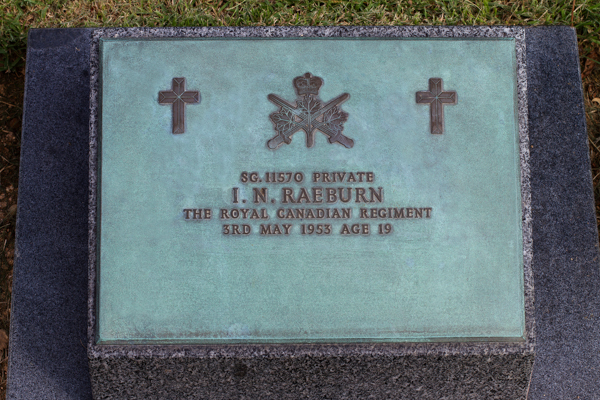 SG.11570 PRIVATE
I. N. RAEBURN
THE ROYAL CANADIAN REGIMENT
3RD MAY 1953 AGE 19